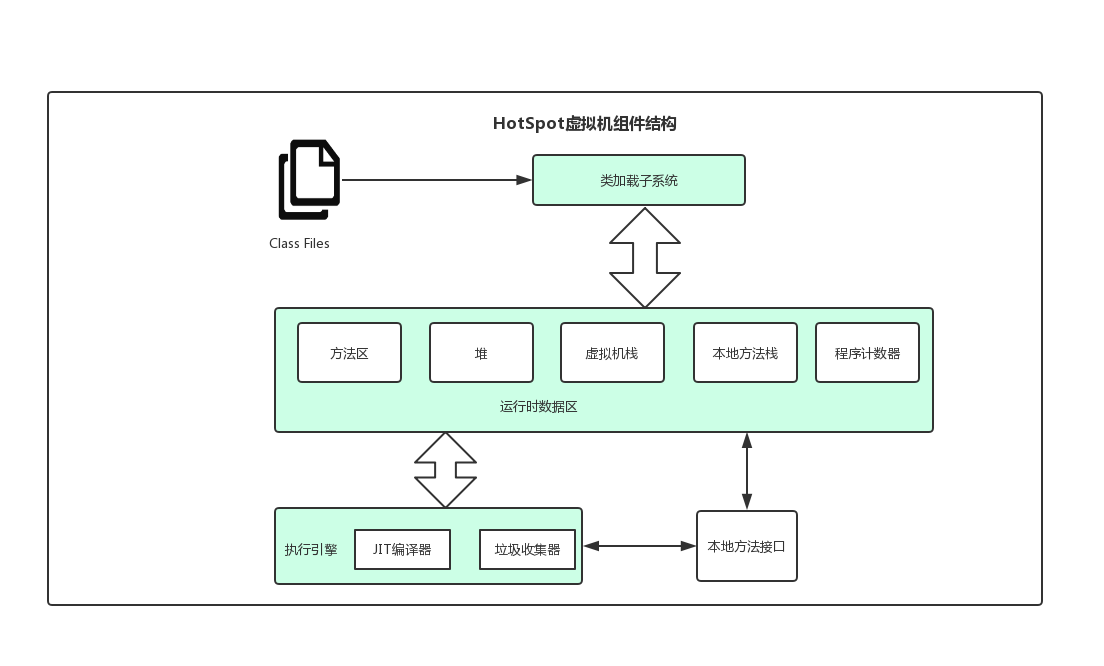 HotSpot虚拟机组件结构
类加载子系统
Class Files
方法区
堆
虚拟机栈
本地方法栈
程序计数器
运行时数据区
执行引擎
JIT编译器
垃圾收集器
本地方法接口